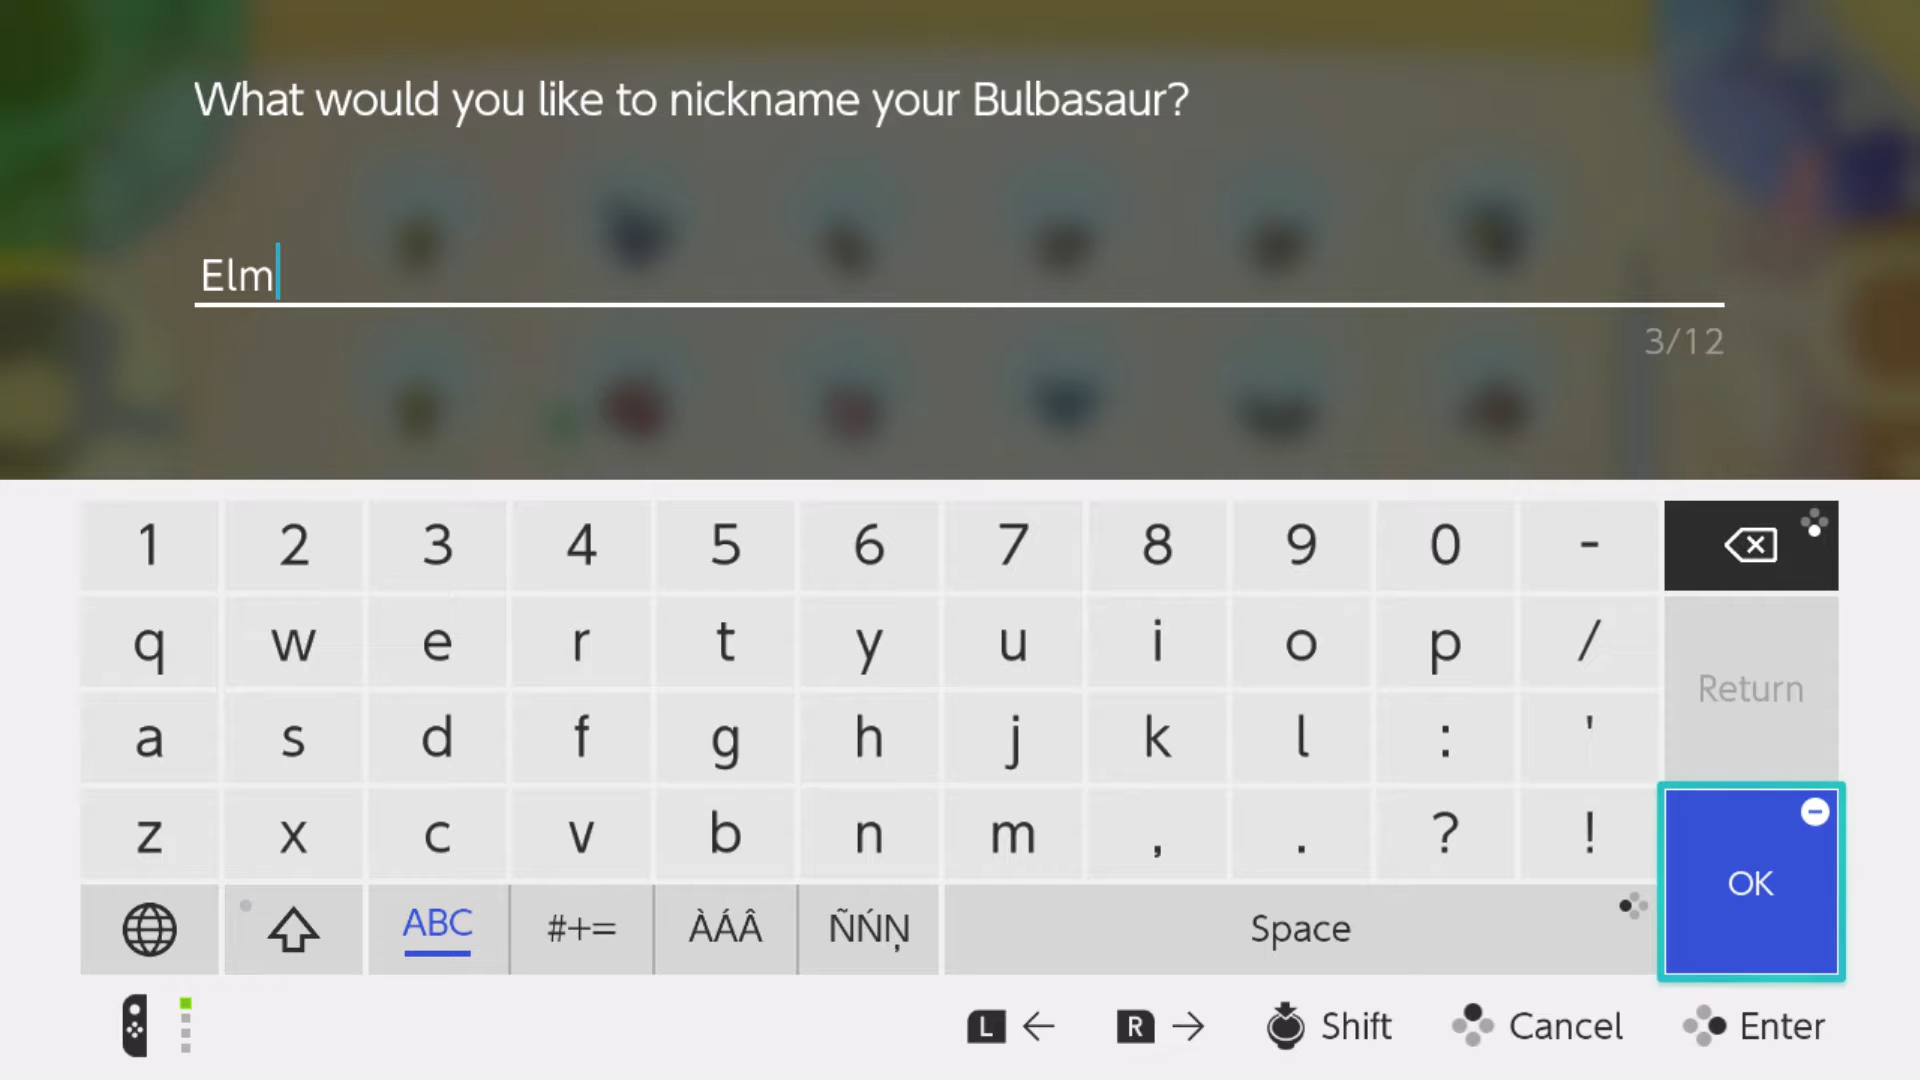 What would you like to nickname your Bulbasaur?
Elm
3/12
1 2 3 4 5 6 7 8 9 0 -
q w e r t y u i o p /
Return
a s d f g h j k l : '
z x c v b n m , . ? !
OK
ABC #+= ÀÁÂ ÑŃŅ Space
L ← R → Shift Cancel Enter